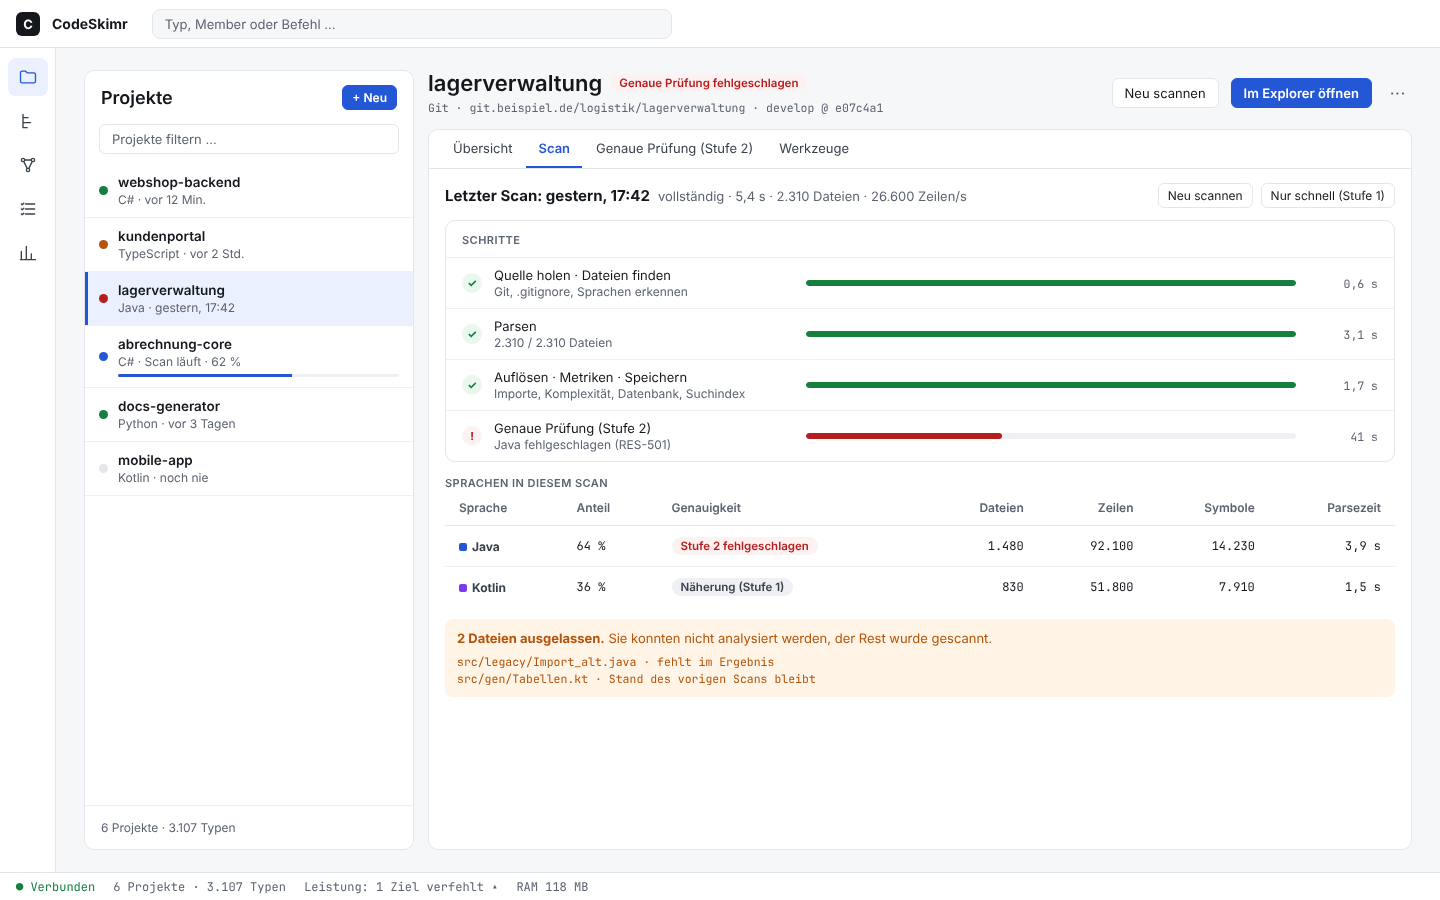 C CodeSkimr Typ, Member oder Befehl ...
Projekte + Neu
Projekte filtern ...
webshop-backend
C# · vor 12 Min.
kundenportal
TypeScript · vor 2 Std.
lagerverwaltung
Java · gestern, 17:42
abrechnung-core
C# · Scan läuft · 62 %
docs-generator
Python · vor 3 Tagen
mobile-app
Kotlin · noch nie
6 Projekte · 3.107 Typen
lagerverwaltung Genaue Prüfung fehlgeschlagen
Git · git.beispiel.de/logistik/lagerverwaltung · develop @ e07c4a1
Neu scannen Im Explorer öffnen ···
Übersicht Scan Genaue Prüfung (Stufe 2) Werkzeuge
Letzter Scan: gestern, 17:42 vollständig · 5,4 s · 2.310 Dateien · 26.600 Zeilen/s Neu scannen Nur schnell (Stufe 1)
SCHRITTE
Quelle holen · Dateien finden
Git, .gitignore, Sprachen erkennen
0,6 s
Parsen
2.310 / 2.310 Dateien
3,1 s
Auflösen · Metriken · Speichern
Importe, Komplexität, Datenbank, Suchindex
1,7 s
! Genaue Prüfung (Stufe 2)
Java fehlgeschlagen (RES-501)
41 s
SPRACHEN IN DIESEM SCAN
Sprache Anteil Genauigkeit Dateien Zeilen Symbole Parsezeit
Java 64 % Stufe 2 fehlgeschlagen 1.480 92.100 14.230 3,9 s
Kotlin 36 % Näherung (Stufe 1) 830 51.800 7.910 1,5 s
2 Dateien ausgelassen. Sie konnten nicht analysiert werden, der Rest wurde gescannt.
src/legacy/Import_alt.java · fehlt im Ergebnis
src/gen/Tabellen.kt · Stand des vorigen Scans bleibt
Verbunden 6 Projekte · 3.107 Typen Leistung: 1 Ziel verfehlt ▴ RAM 118 MB